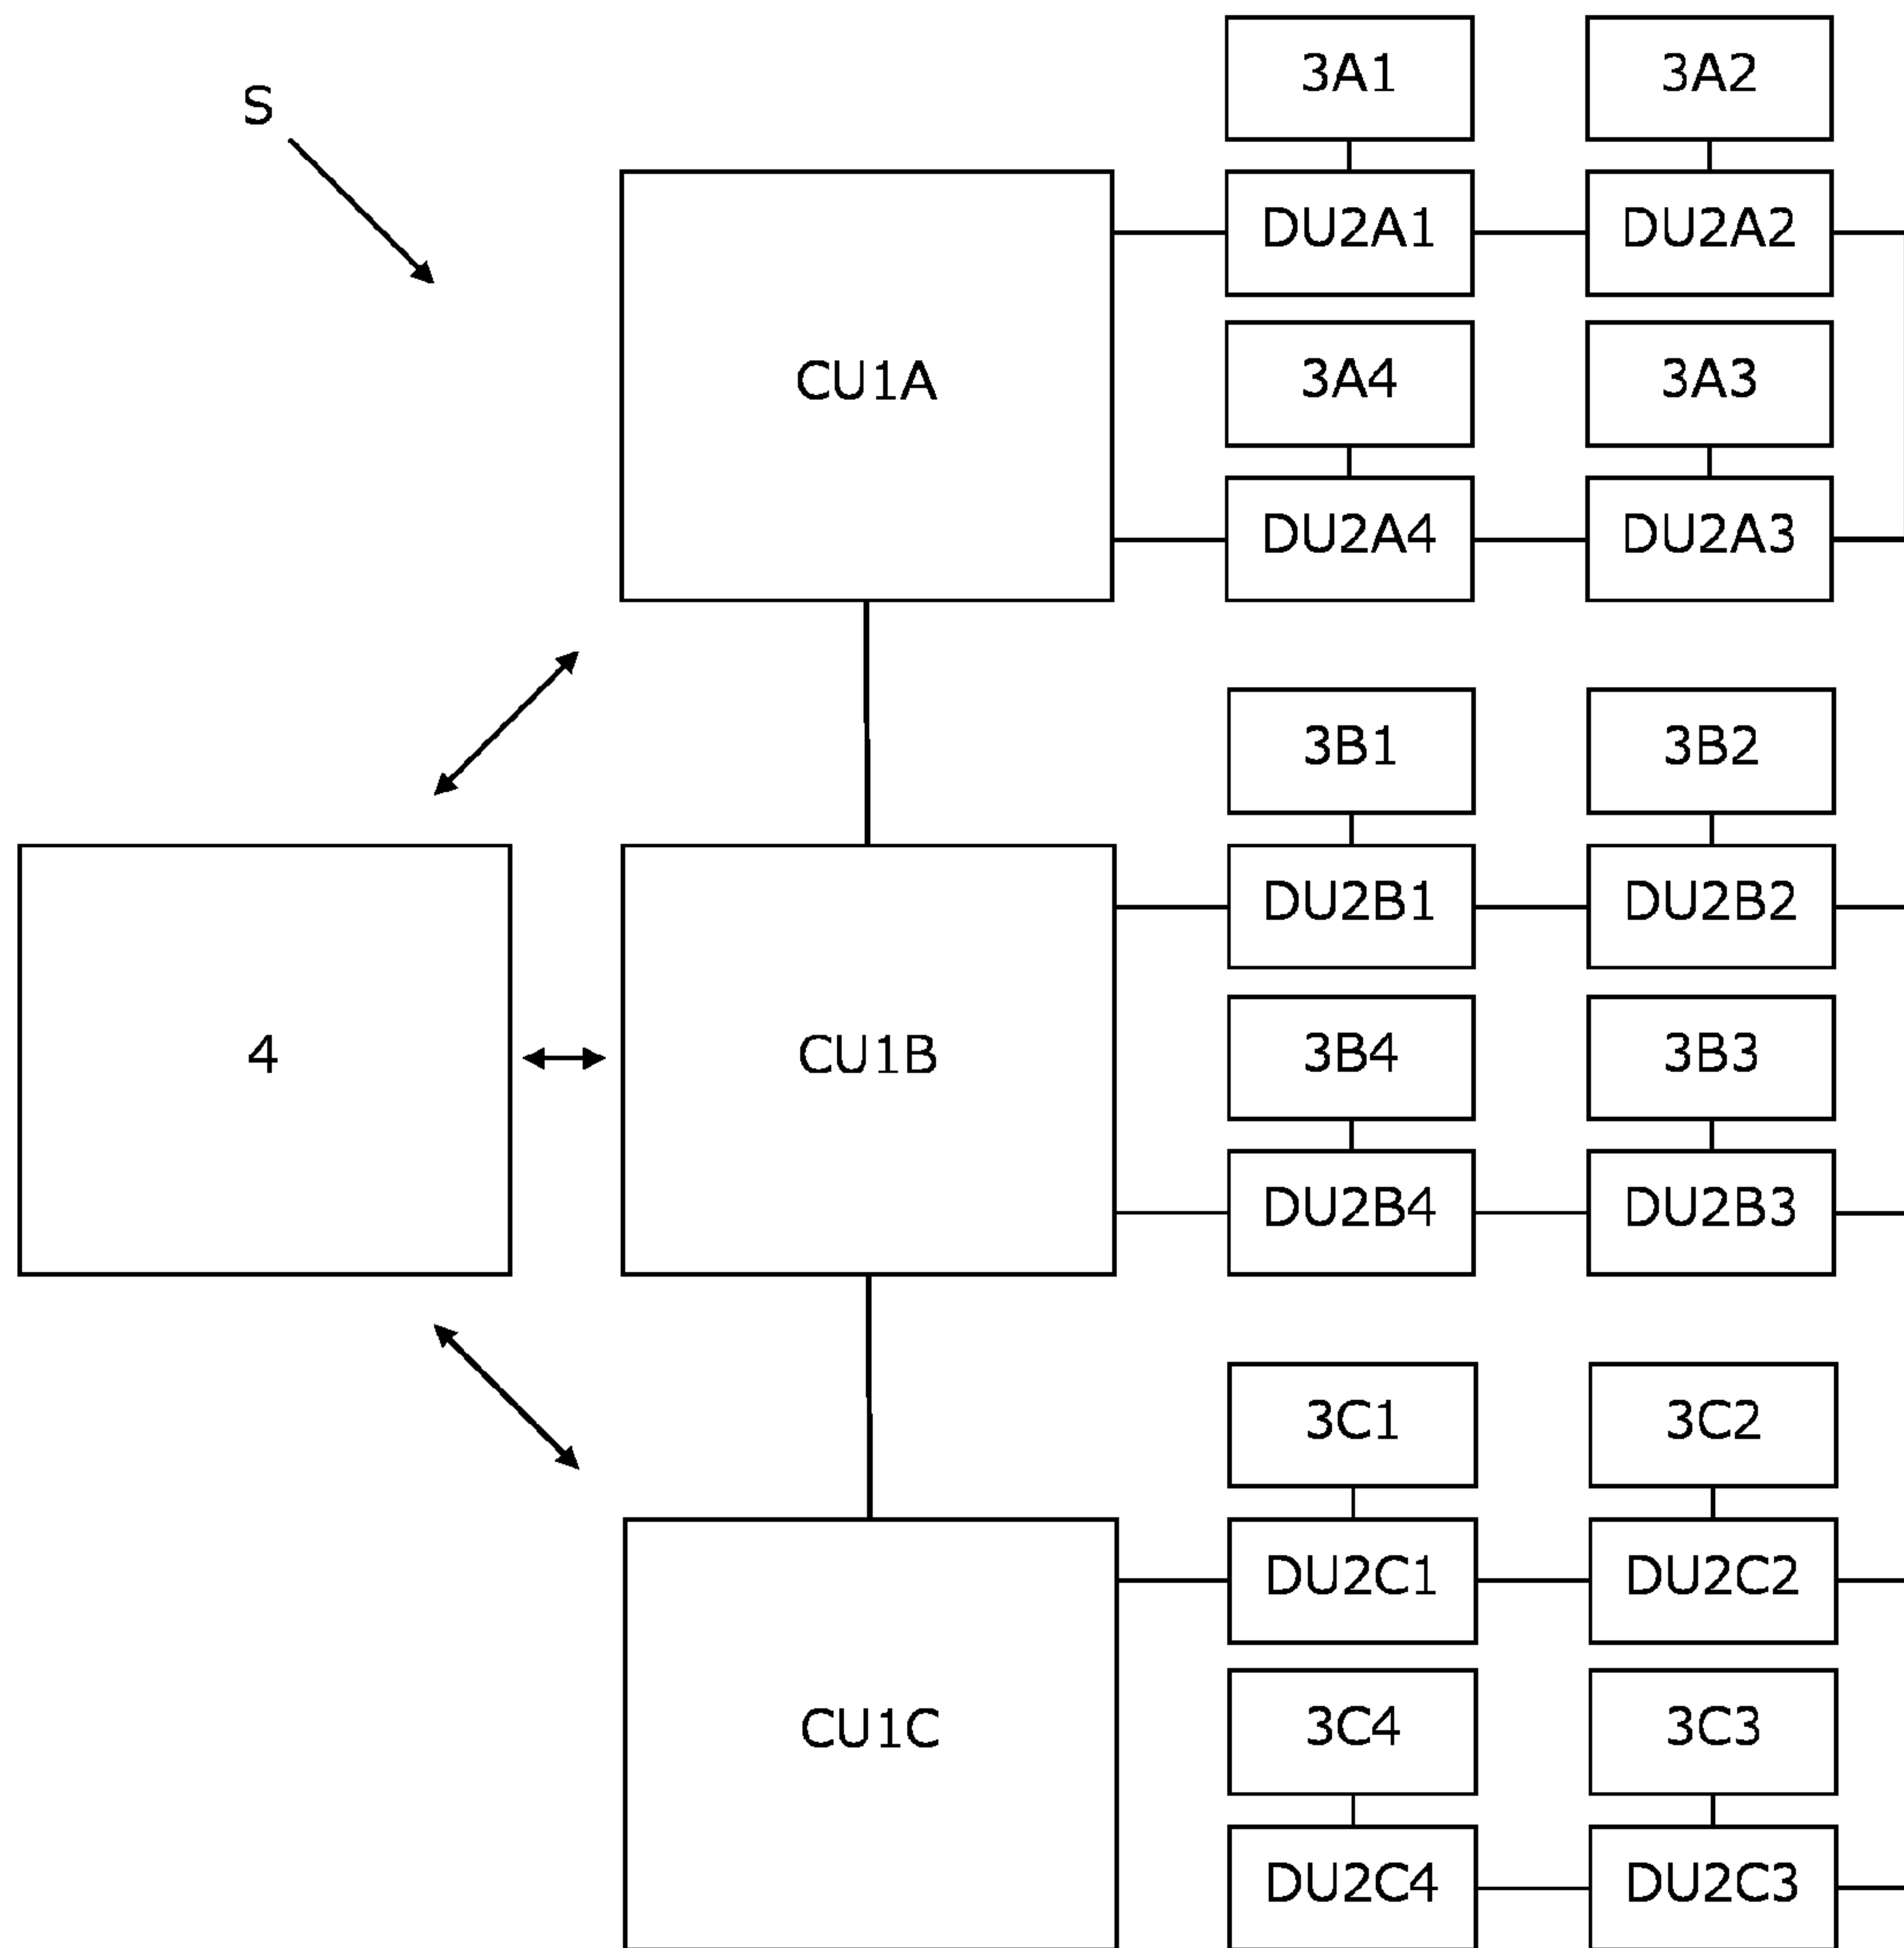 3A1 3A2
S
DU2A1 DU2A2
CU1A 3A4 3A3
DU2A4 DU2A3
3B1 3B2
DU2B1 DU2B2
4 CU1B 3B4 3B3
DU2B4 DU2B3
3C1 3C2
DU2C1 DU2C2
CU1C 3C4 3C3
DU2C4 DU2C3